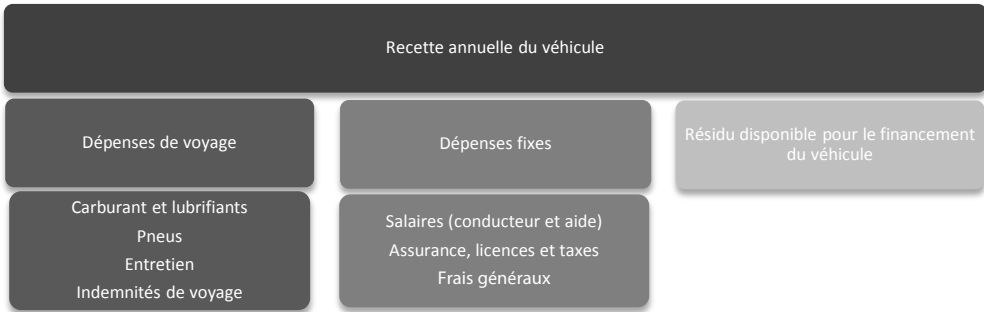 Recette annuelle du véhicule
Dépenses de voyage
Carburant et lubrifiants
Pneus
Entretien
Indemnités de voyage
Dépenses fixes
Salaires (conducteur et aide)
Assurance, licences et taxes
Frais généraux
Résidu disponible pour le financement
du véhicule